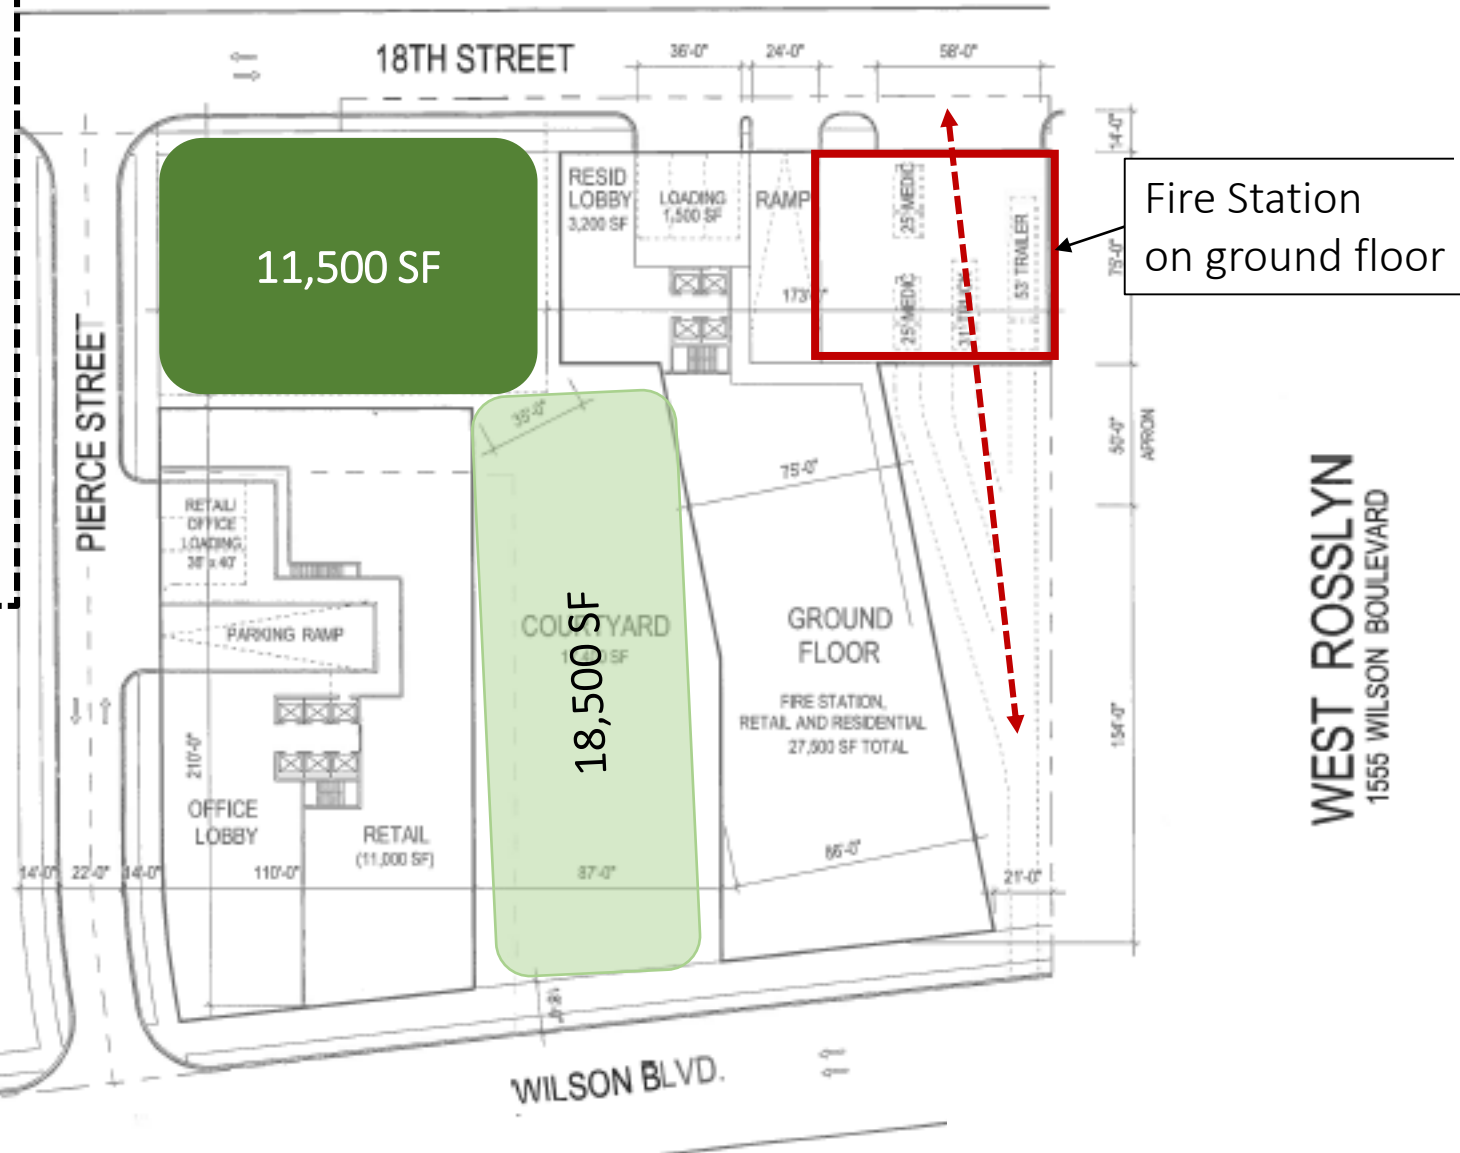 18TH STREET
36'-0"
24'-0"
58'-0"
14'-0"
RESID
LOBBY
3,200 SF
LOADING
1,500 SF
RAMP
25' MEDIC
25' MEDIC
53' TRAILER
Fire Station
on ground floor
75'-0"
11,500 SF
PIERCE STREET
35'-0"
75'-0"
50'-0"
APRON
RETAIL/
OFFICE
LOADING
PARKING RAMP
COURTYARD
18,500 SF
GROUND
FLOOR
FIRE STATION,
RETAIL AND RESIDENTIAL
27,500 SF TOTAL
WEST ROSSLYN
1555 WILSON BOULEVARD
154'-0"
210'-0"
OFFICE
LOBBY
RETAIL
(11,000 SF)
86'-0"
14'-0"
22'-0"
14'-0"
110'-0"
87'-0"
21'-0"
WILSON BLVD.